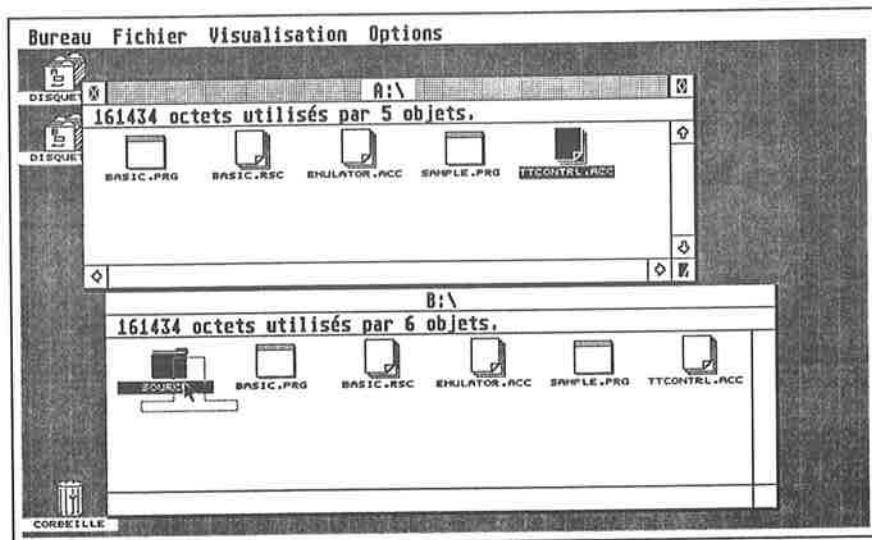 Bureau Fichier Visualisation Options
DISQUET
A:\
161434 octets utilisés par 5 objets.
DISQUET
BASIC.PRG BASIC.RSC EMULATOR.ACC SAMPLE.PRG TTCONTRL.ACC
B:\
161434 octets utilisés par 6 objets.
SOURC BASIC.PRG BASIC.RSC EMULATOR.ACC SAMPLE.PRG TTCONTRL.ACC
CORBEILLE